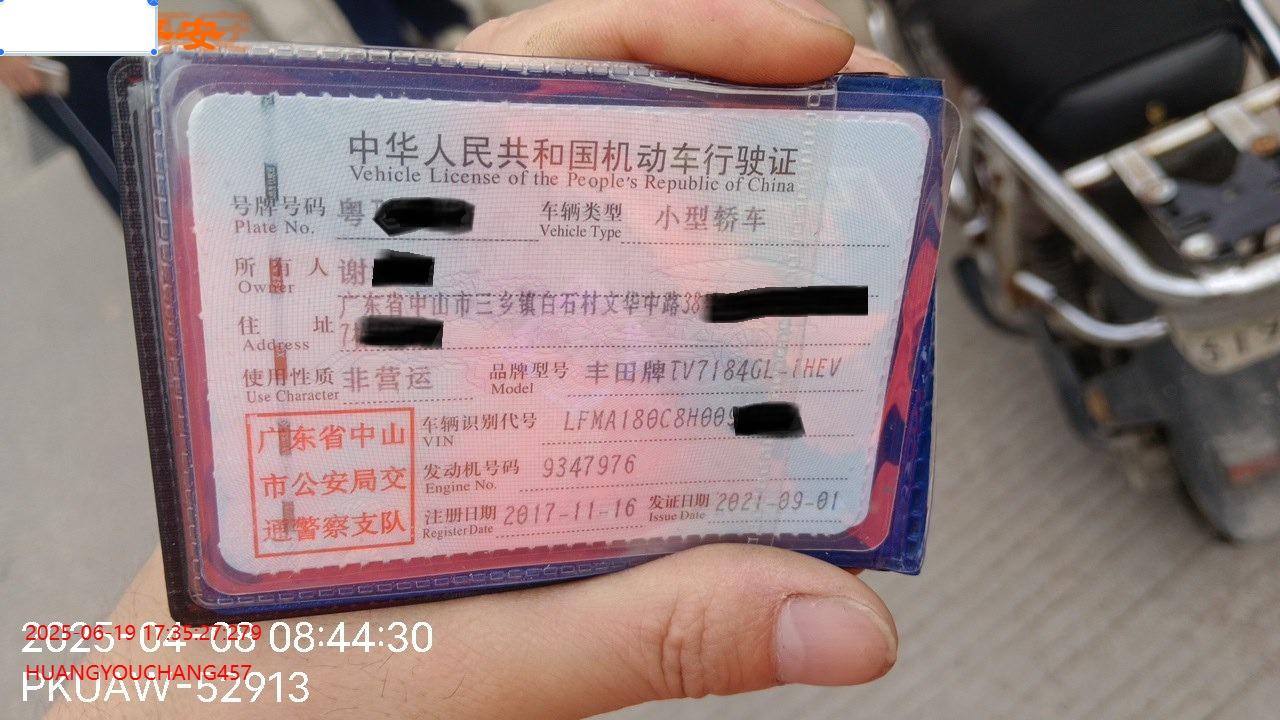 平安
中华人民共和国机动车行驶证
Vehicle License of the People's Republic of China
号牌号码 粤 车辆类型 小型轿车
Plate No. Vehicle Type
所有人 谢
Owner
广东省中山市三乡镇白石村文华中路38
住址 7
Address
使用性质 非营运 品牌型号 丰田牌TV7184GL-iHEV
Use Character Model
广东省中山
市公安局交
通警察支队
车辆识别代号 LFMA180C8H009
VIN
发动机号码 9347976
Engine No.
注册日期 2017-11-16 发证日期 2021-09-01
Register Date Issue Date
2025-06-19 17:35:27:279
2025-04-08 08:44:30
HUANGYOUCHANG457
PKUAW-52913